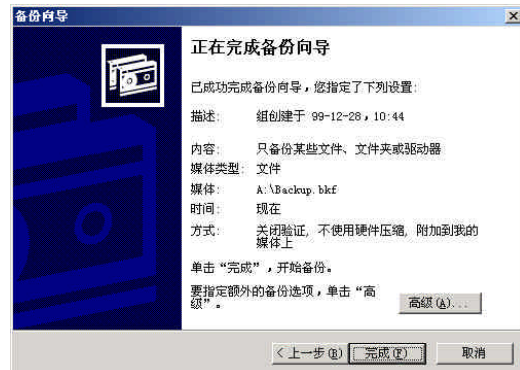 备份向导
正在完成备份向导
已成功完成备份向导，您指定了下列设置:
描述: 组创建于 99-12-28，10:44
内容: 只备份某些文件、文件夹或驱动器
媒体类型: 文件
媒体: A:\Backup.bkf
时间: 现在
方式: 关闭验证, 不使用硬件压缩, 附加到我的
媒体上
单击“完成”，开始备份。
要指定额外的备份选项，单击“高
级”。
高级(A)...
< 上一步(B)
完成(F)
取消